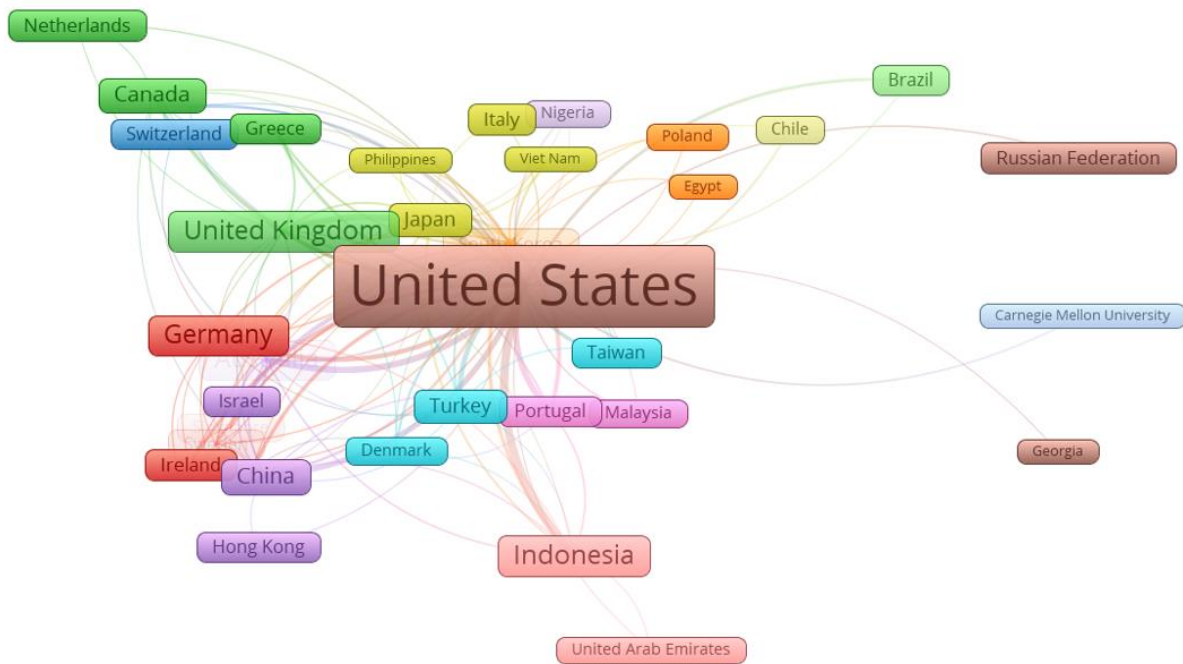 Netherlands
Canada
Switzerland
Greece
Italy
Nigeria
Philippines
Viet Nam
Poland
Chile
Brazil
Egypt
Russian Federation
United Kingdom
Japan
United States
Carnegie Mellon University
Germany
Taiwan
Israel
Turkey
Portugal
Malaysia
Denmark
Georgia
Ireland
China
Hong Kong
Indonesia
United Arab Emirates